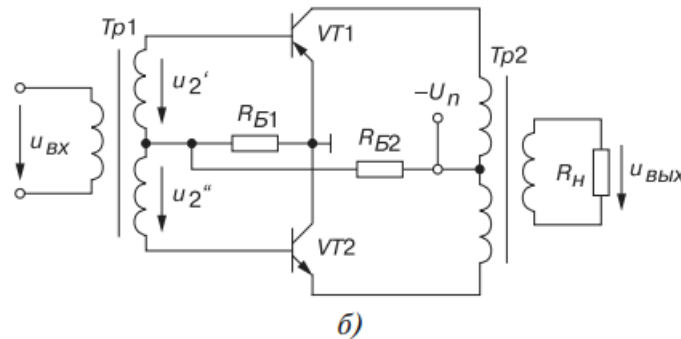 Тр1
VT1
Тр2
u2‘
–Uп
RБ1
RБ2
uвх
Rн
uвых
u2“
VT2
б)